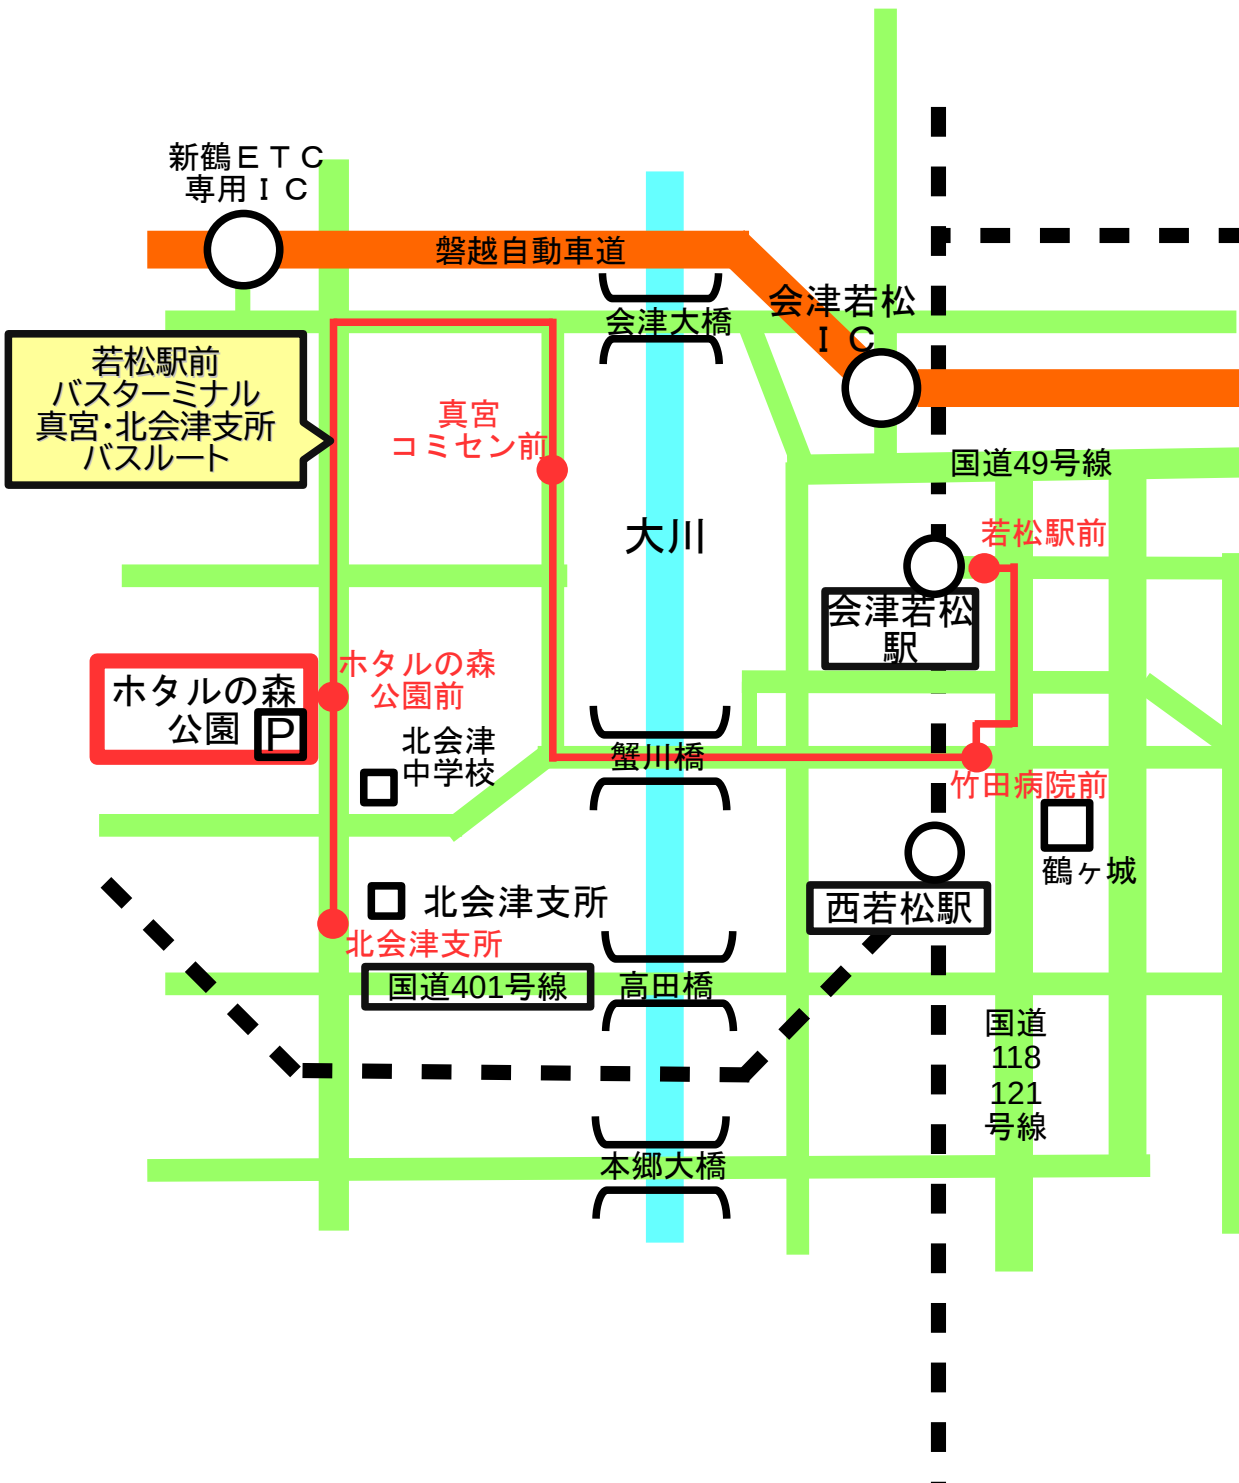 新鶴ＥＴＣ
専用ＩＣ
磐越自動車道
会津若松
ＩＣ
会津大橋
若松駅前
バスターミナル
真宮・北会津支所
バスルート
真宮
コミセン前
国道49号線
大川
若松駅前
会津若松
駅
ホタルの森
公園前
ホタルの森
公園
P
北会津
中学校
蟹川橋
竹田病院前
鶴ヶ城
北会津支所
西若松駅
北会津支所
国道401号線
高田橋
国道
118
121
号線
本郷大橋